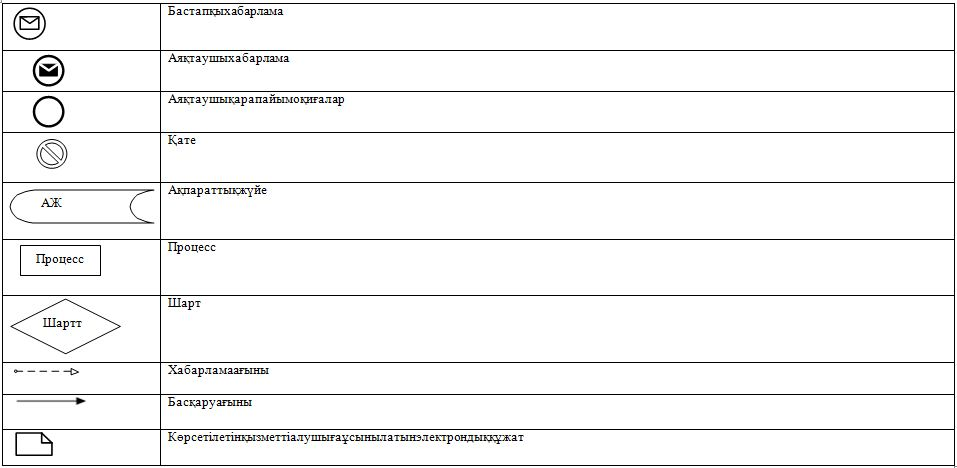 Бастапқыхабарлама
Аяқтаушыхабарлама
Аяқтаушықарапайымоқиғалар
Қате
АЖ
Ақпараттықжүйе
Процесс
Процесс
Шартт
Шарт
Хабарламаағыны
Басқаруағыны
Көрсетілетінқызметтіалушығаұсынылатынэлектрондыққұжат